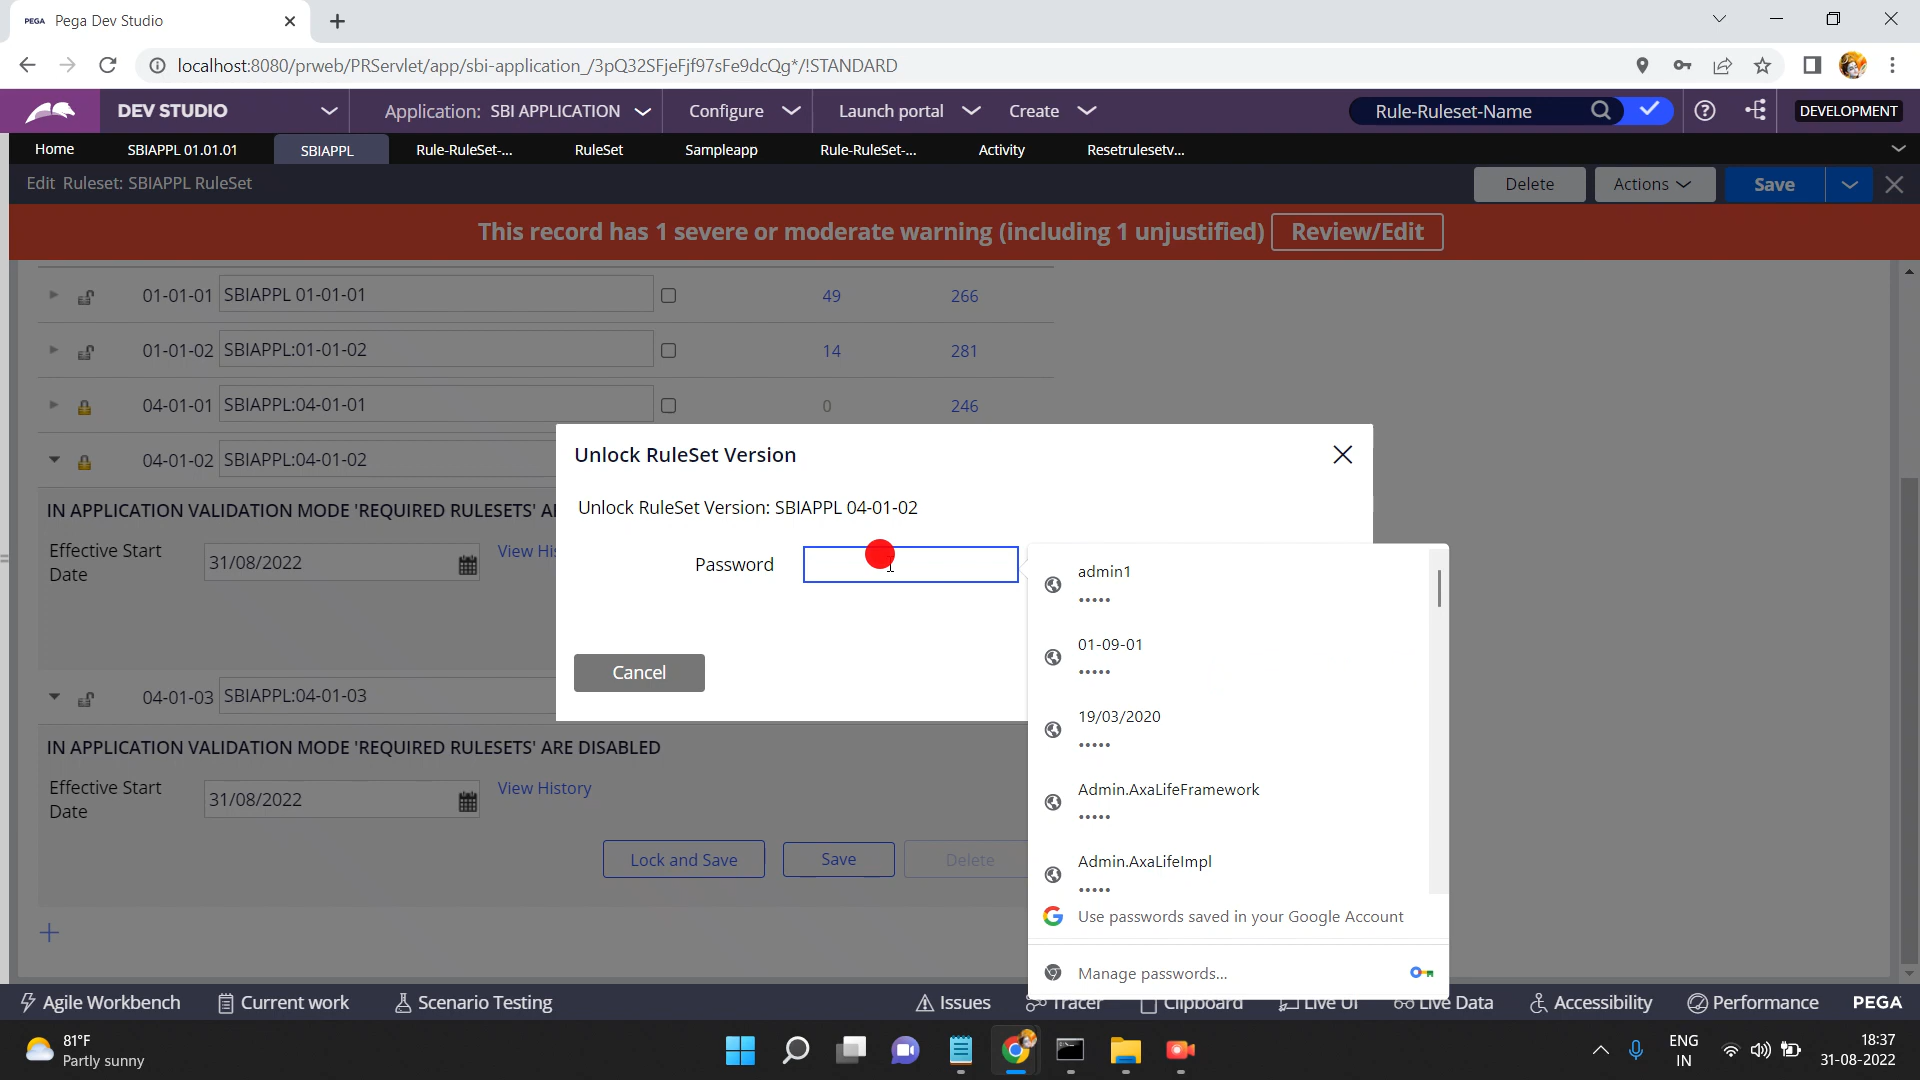 PEGA Pega Dev Studio
localhost:8080/prweb/PRServlet/app/sbi-application_/3pQ32SFjeFjf97sFe9dcQg*/!STANDARD
DEV STUDIO Application: SBI APPLICATION Configure Launch portal Create Rule-Ruleset-Name DEVELOPMENT
Home SBIAPPL 01.01.01 SBIAPPL Rule-RuleSet-... RuleSet Sampleapp Rule-RuleSet-... Activity Resetrulesetv...
Edit Ruleset: SBIAPPL RuleSet Delete Actions Save
This record has 1 severe or moderate warning (including 1 unjustified) Review/Edit
01-01-01 SBIAPPL 01-01-01 49 266
01-01-02 SBIAPPL:01-01-02 14 281
04-01-01 SBIAPPL:04-01-01 0 246
04-01-02 SBIAPPL:04-01-02
Unlock RuleSet Version
Unlock RuleSet Version: SBIAPPL 04-01-02
Password
Cancel
IN APPLICATION VALIDATION MODE 'REQUIRED RULESETS'
Effective Start Date 31/08/2022 View
admin1
•••••
01-09-01
•••••
19/03/2020
•••••
Admin.AxaLifeFramework
•••••
Admin.AxaLifeImpl
•••••
Use passwords saved in your Google Account
Manage passwords...
04-01-03 SBIAPPL:04-01-03
IN APPLICATION VALIDATION MODE 'REQUIRED RULESETS' ARE DISABLED
Effective Start Date 31/08/2022 View History
Lock and Save Save Delete
Agile Workbench Current work Scenario Testing Issues Tracer Clipboard Live UI Live Data Accessibility Performance PEGA
81°F
Partly sunny
ENG
IN
18:37
31-08-2022